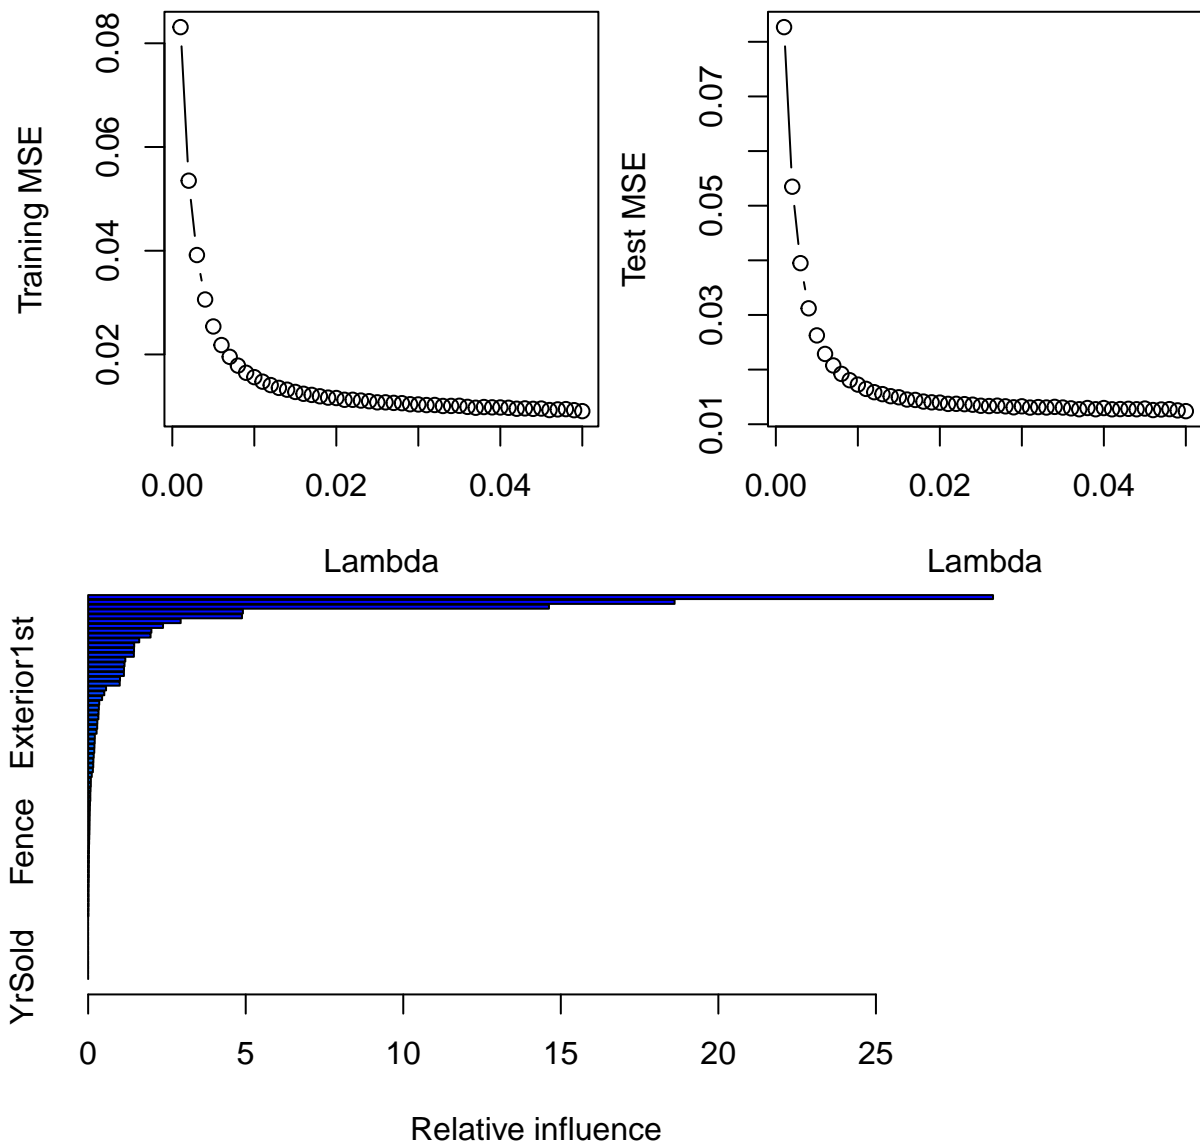 Training MSE
0.08
0.06
0.04
0.02
0.00 0.02 0.04
Lambda
Test MSE
0.07
0.05
0.03
0.01
0.00 0.02 0.04
Lambda
Exterior1st
Fence
YrSold
0 5 10 15 20 25
Relative influence